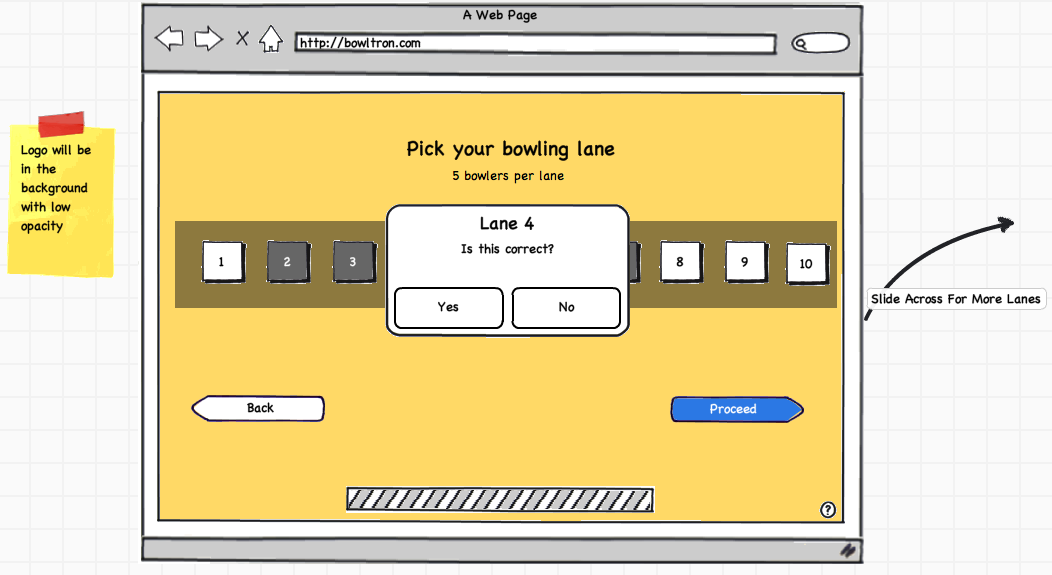 A Web Page
http://bowltron.com
Logo will be
in the
background
with low
opacity
Pick your bowling lane
5 bowlers per lane
Lane 4
Is this correct?
1 2 3 8 9 10
Slide Across For More Lanes
Yes No
Back Proceed
?